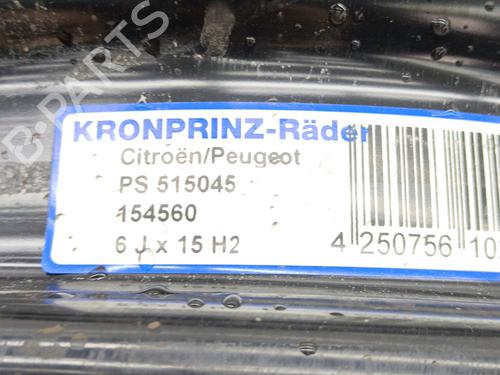 B-PARTS
KRONPRINZ-Räder
Citroën/Peugeot
PS 515045
154560
6 J x 15 H2
4 250756 10